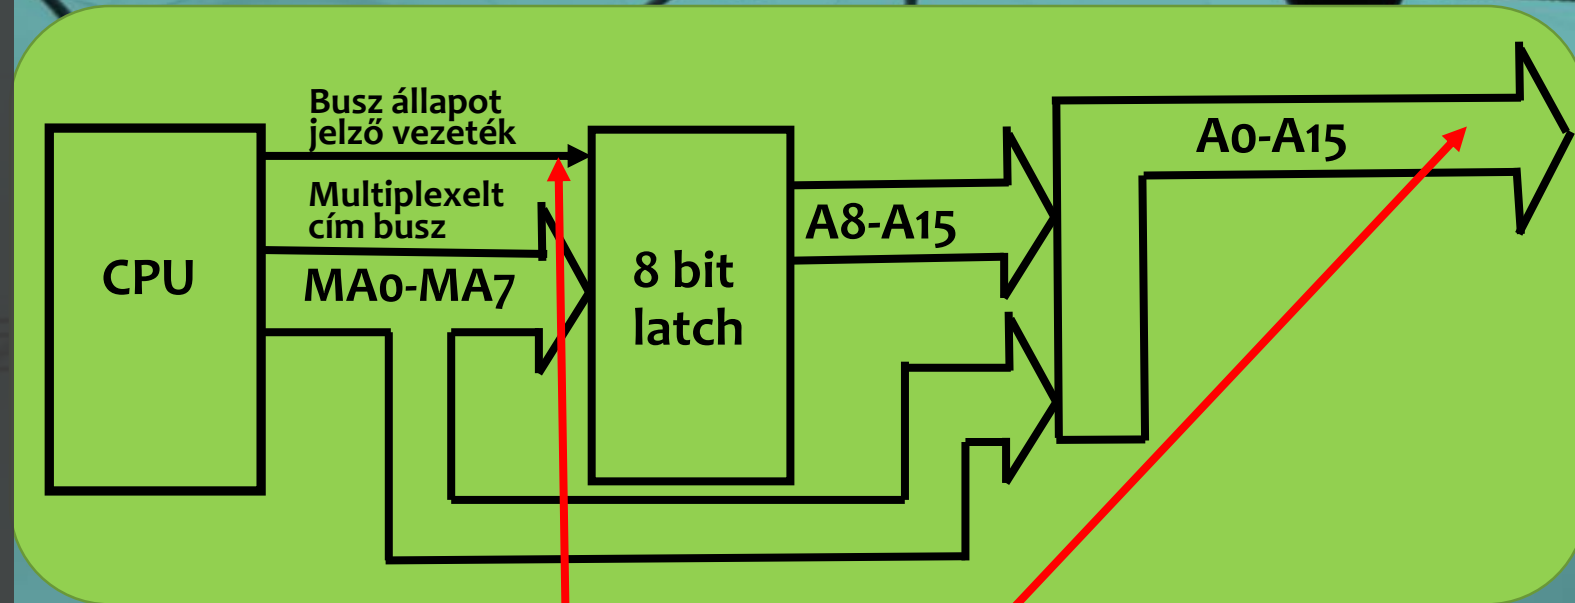 Busz állapot
jelző vezeték
Multiplexelt
cím busz
CPU
MA0-MA7
8 bit
latch
A8-A15
A0-A15